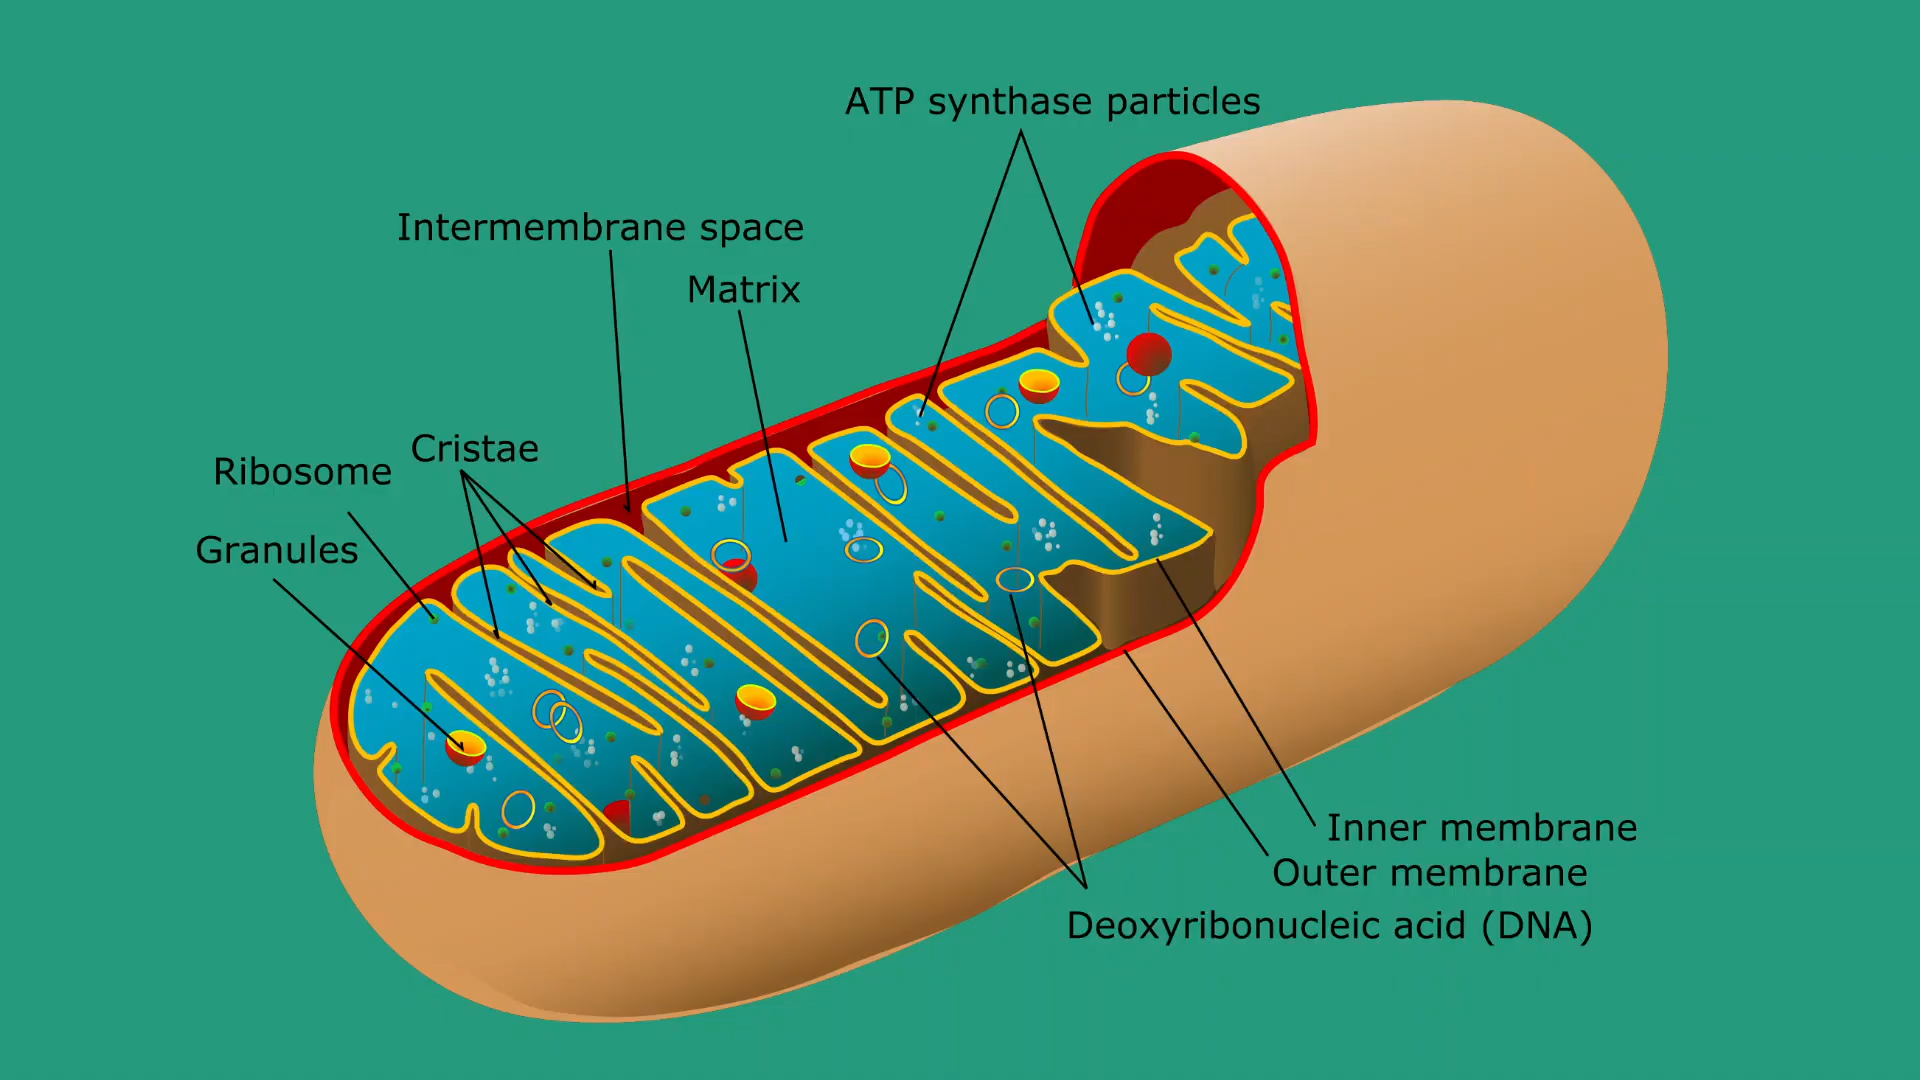 ATP synthase particles
Intermembrane space
Matrix
Cristae
Ribosome
Granules
Inner membrane
Outer membrane
Deoxyribonucleic acid (DNA)